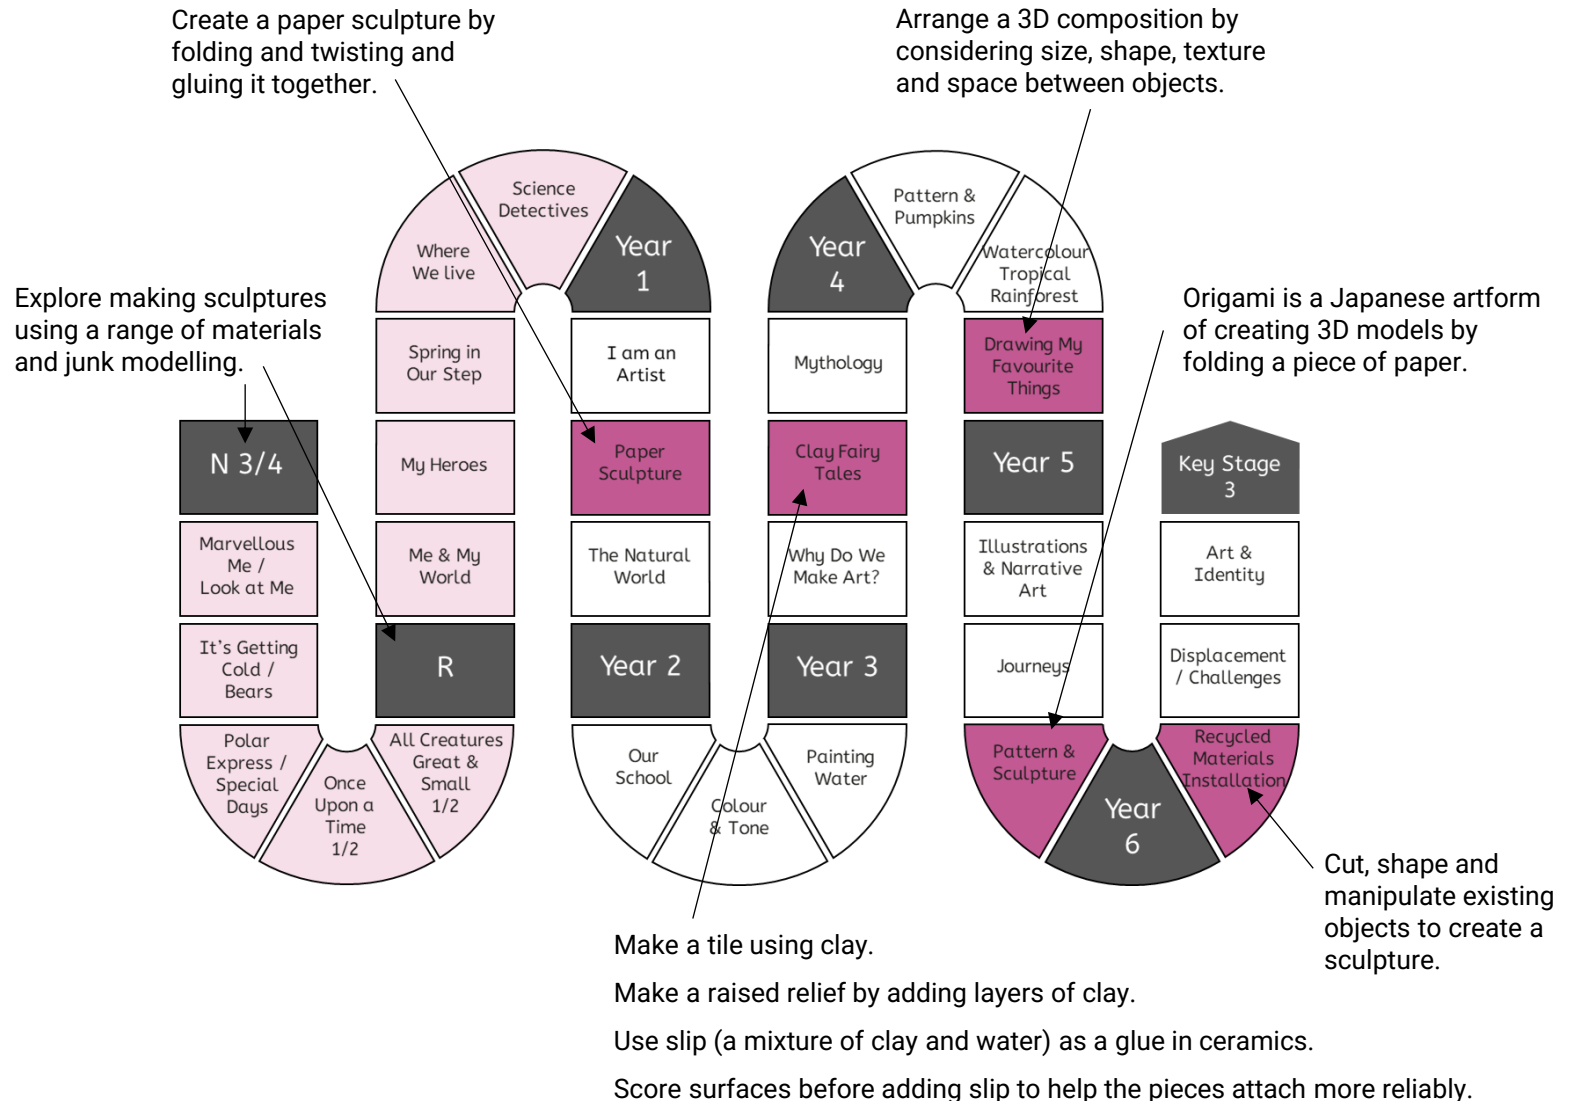 Create a paper sculpture by
folding and twisting and
gluing it together.
Arrange a 3D composition by
considering size, shape, texture
and space between objects.
Explore making sculptures
using a range of materials
and junk modelling.
Origami is a Japanese artform
of creating 3D models by
folding a piece of paper.
N 3/4
Marvellous
Me /
Look at Me
It's Getting
Cold /
Bears
Polar
Express /
Special
Days
Once
Upon a
Time
1/2
All Creatures
Great &
Small
1/2
R
Me & My
World
My Heroes
Spring in
Our Step
Where
We live
Science
Detectives
Year
1
I am an
Artist
Paper
Sculpture
The Natural
World
Year 2
Our
School
Colour
& Tone
Painting
Water
Year 3
Why Do We
Make Art?
Clay Fairy
Tales
Mythology
Year
4
Pattern &
Pumpkins
Watercolour
Tropical
Rainforest
Drawing My
Favourite
Things
Year 5
Illustrations
& Narrative
Art
Journeys
Pattern &
Sculpture
Year
6
Recycled
Materials
Installation
Displacement
/ Challenges
Art &
Identity
Key Stage
3
Cut, shape and
manipulate existing
objects to create a
sculpture.
Make a tile using clay.
Make a raised relief by adding layers of clay.
Use slip (a mixture of clay and water) as a glue in ceramics.
Score surfaces before adding slip to help the pieces attach more reliably.